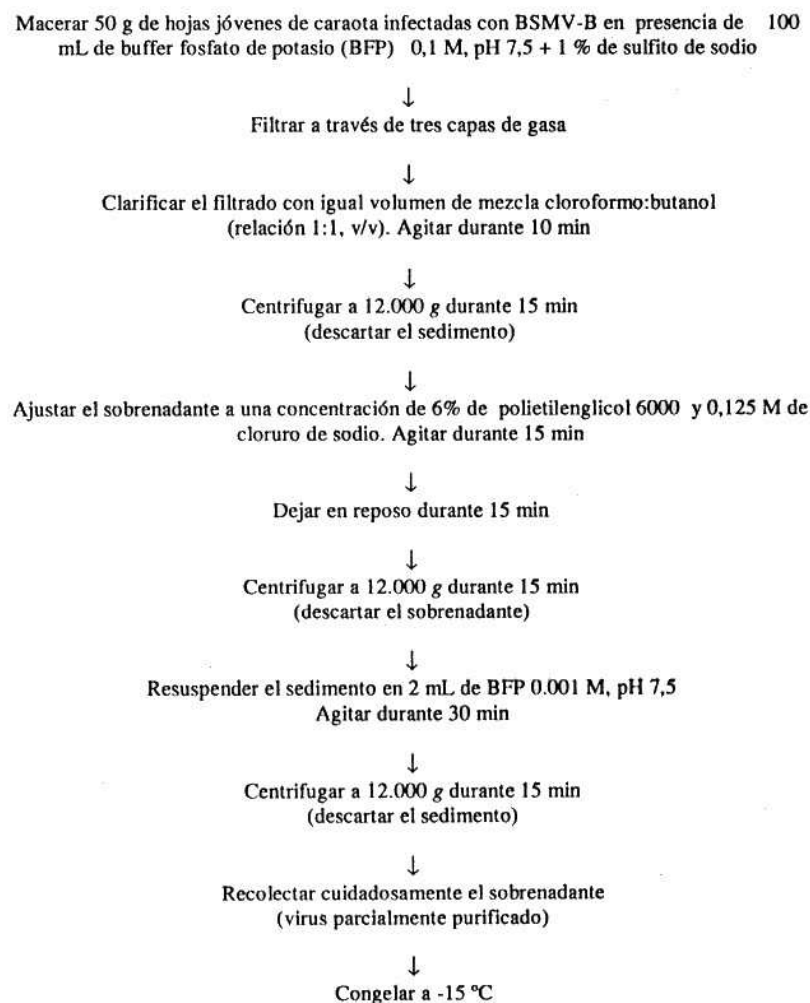 Macerar 50 g de hojas jóvenes de caraota infectadas con BSMV-B en presencia de 100
mL de buffer fosfato de potasio (BFP) 0,1 M, pH 7,5 + 1 % de sulfito de sodio
↓
Filtrar a través de tres capas de gasa
↓
Clarificar el filtrado con igual volumen de mezcla cloroformo:butanol
(relación 1:1, v/v). Agitar durante 10 min
↓
Centrifugar a 12.000 g durante 15 min
(descartar el sedimento)
↓
Ajustar el sobrenadante a una concentración de 6% de polietilenglicol 6000 y 0,125 M de
cloruro de sodio. Agitar durante 15 min
↓
Dejar en reposo durante 15 min
↓
Centrifugar a 12.000 g durante 15 min
(descartar el sobrenadante)
↓
Resuspender el sedimento en 2 mL de BFP 0.001 M, pH 7,5
Agitar durante 30 min
↓
Centrifugar a 12.000 g durante 15 min
(descartar el sedimento)
↓
Recolectar cuidadosamente el sobrenadante
(virus parcialmente purificado)
↓
Congelar a -15 ºC